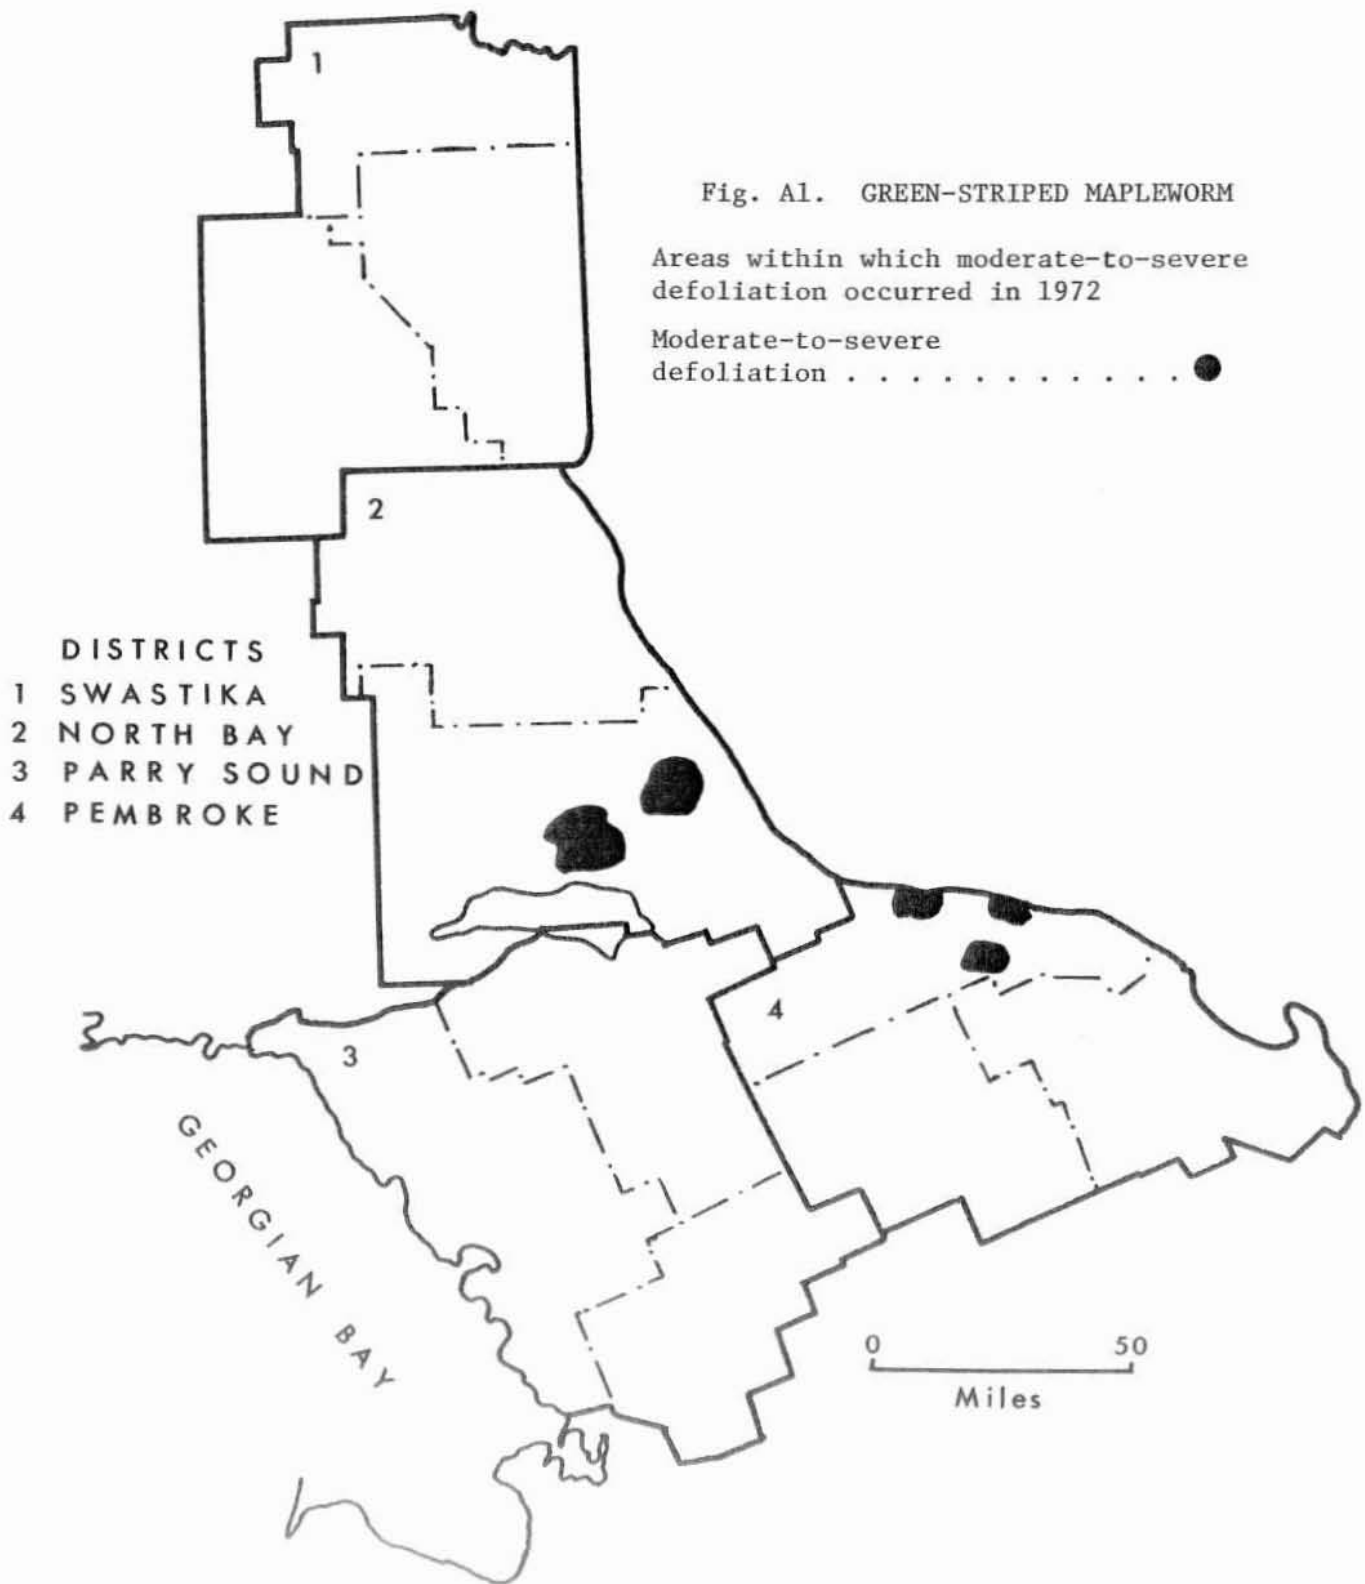 1
Fig. A1. GREEN-STRIPED MAPLEWORM
Areas within which moderate-to-severe
defoliation occurred in 1972
Moderate-to-severe
defoliation . . . . . . . . . . . .
2
DISTRICTS
1 SWASTIKA
2 NORTH BAY
3 PARRY SOUND
4 PEMBROKE
4
3
GEORGIAN BAY
0 50
Miles